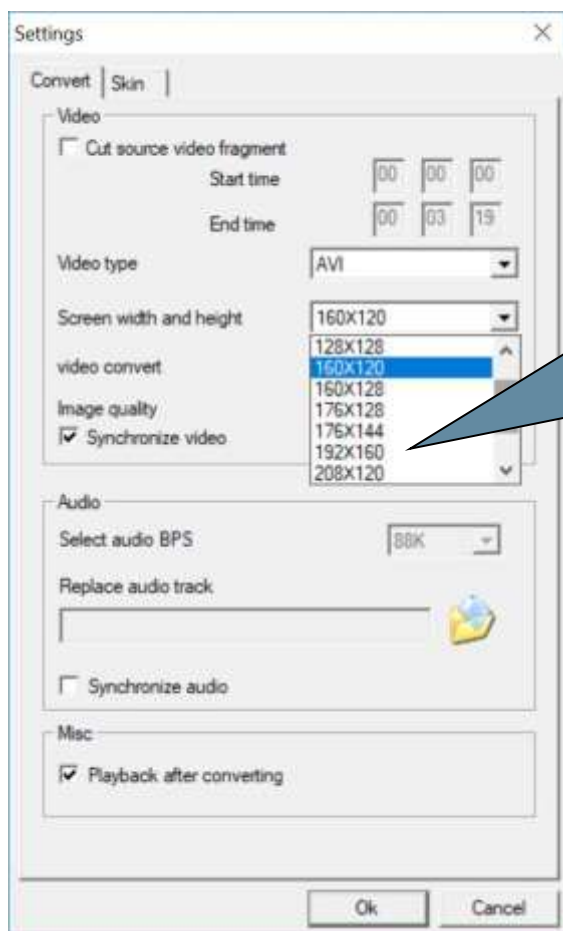 Settings
Convert Skin
Video
Cut source video fragment
Start time 00 00 00
End time 00 03 19
Video type AVI
Screen width and height 160X120
128X128
video convert 160X120
160X128
Image quality 176X128
176X144
Synchronize video 192X160
208X120
Audio
Select audio BPS 88K
Replace audio track
Synchronize audio
Misc
Playback after converting
Ok Cancel